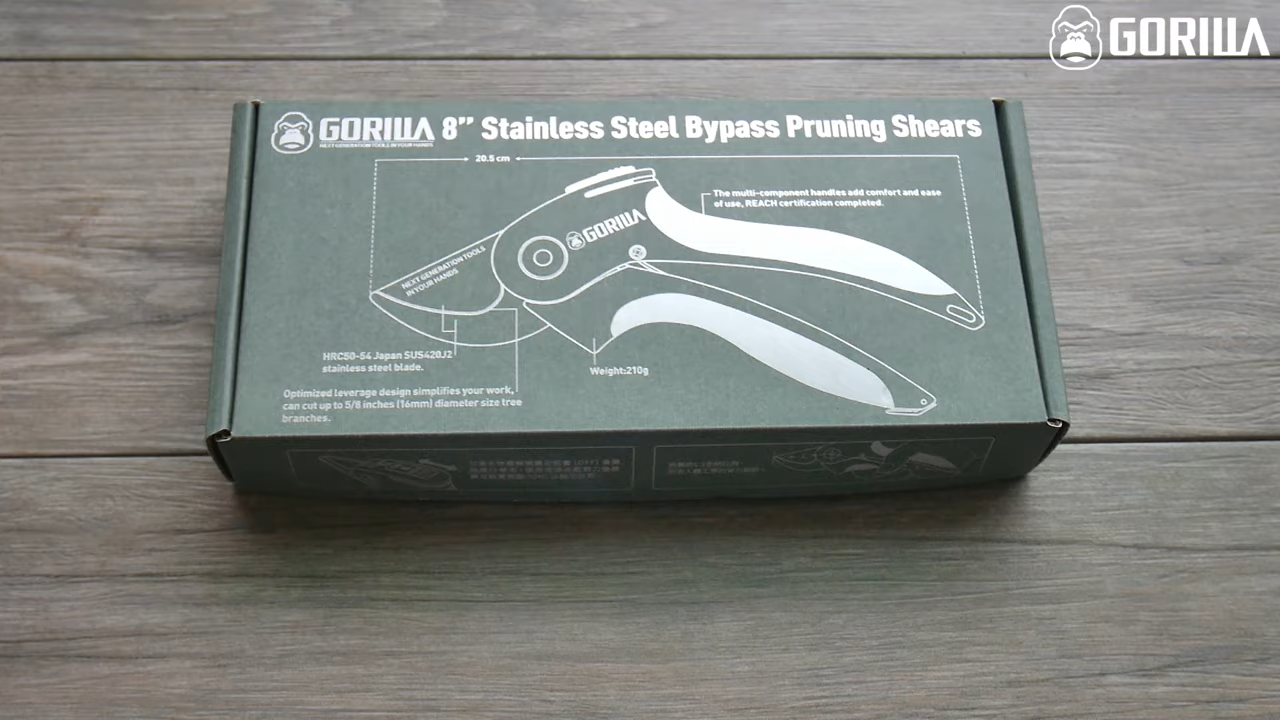 GORILLA
GORILLA 8” Stainless Steel Bypass Pruning Shears
NEXT GENERATION TOOLS IN YOUR HANDS
20.5 cm
The multi-component handles add comfort and ease
of use, REACH certification completed.
GORILLA
NEXT GENERATION TOOLS
IN YOUR HANDS
HRC50-54 Japan SUS420J2
stainless steel blade.
Weight:210g
Optimized leverage design simplifies your work,
can cut up to 5/8 inches (16mm) diameter size tree
branches.